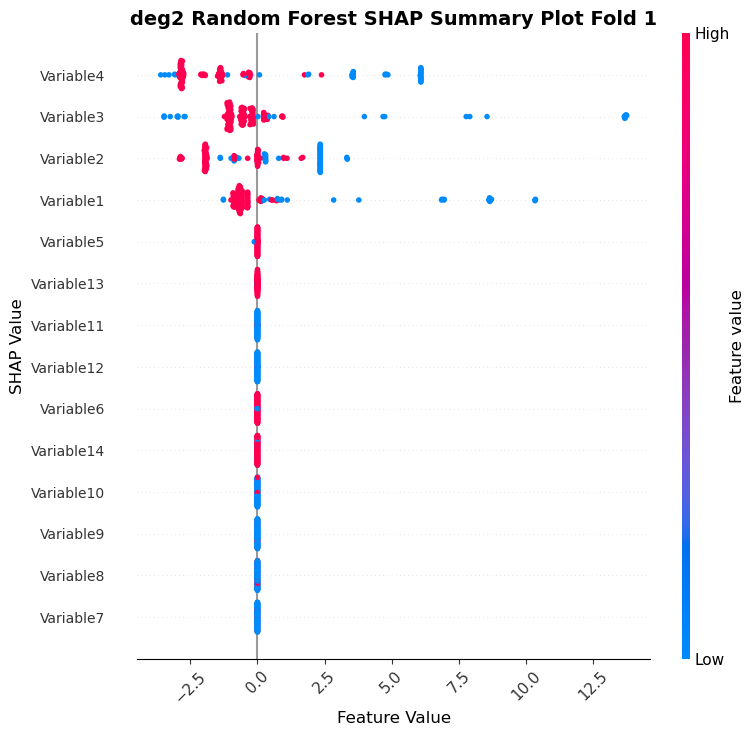 deg2 Random Forest SHAP Summary Plot Fold 1
High
Variable4
Variable3
Variable2
Variable1
Variable5
Variable13
Variable11
Variable12
Variable6
Variable14
Variable10
Variable9
Variable8
Variable7
SHAP Value
Feature value
Low
−2.5
0.0
2.5
5.0
7.5
10.0
12.5
Feature Value